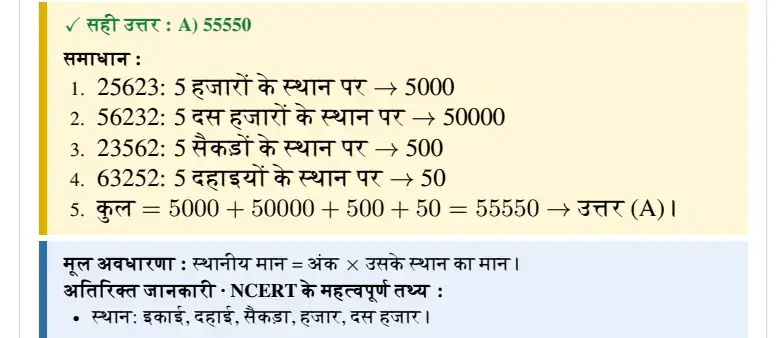 ✓ सही उत्तर : A) 55550
समाधान :
1. 25623: 5 हजारों के स्थान पर → 5000
2. 56232: 5 दस हजारों के स्थान पर → 50000
3. 23562: 5 सैकड़ों के स्थान पर → 500
4. 63252: 5 दहाइयों के स्थान पर → 50
5. कुल = 5000 + 50000 + 500 + 50 = 55550 → उत्तर (A)।
मूल अवधारणा : स्थानीय मान = अंक × उसके स्थान का मान।
अतिरिक्त जानकारी · NCERT के महत्वपूर्ण तथ्य :
• स्थान: इकाई, दहाई, सैकड़ा, हजार, दस हजार।